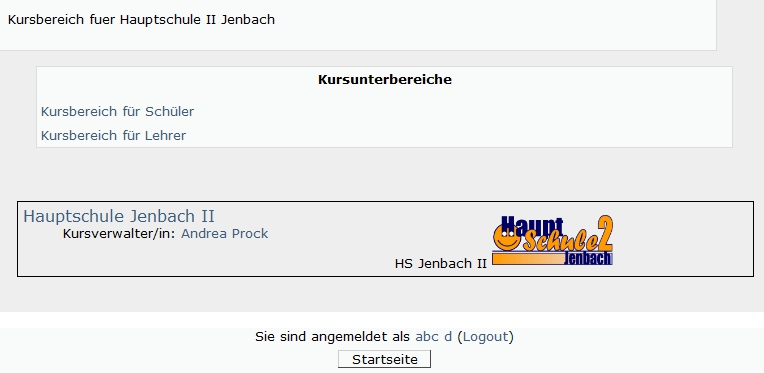 Kursbereich fuer Hauptschule II Jenbach
Kursunterbereiche
Kursbereich für Schüler
Kursbereich für Lehrer
Hauptschule Jenbach II
Kursverwalter/in: Andrea Prock
HS Jenbach II
Haupt
Schule 2
Jenbach
Sie sind angemeldet als abc d (Logout)
Startseite